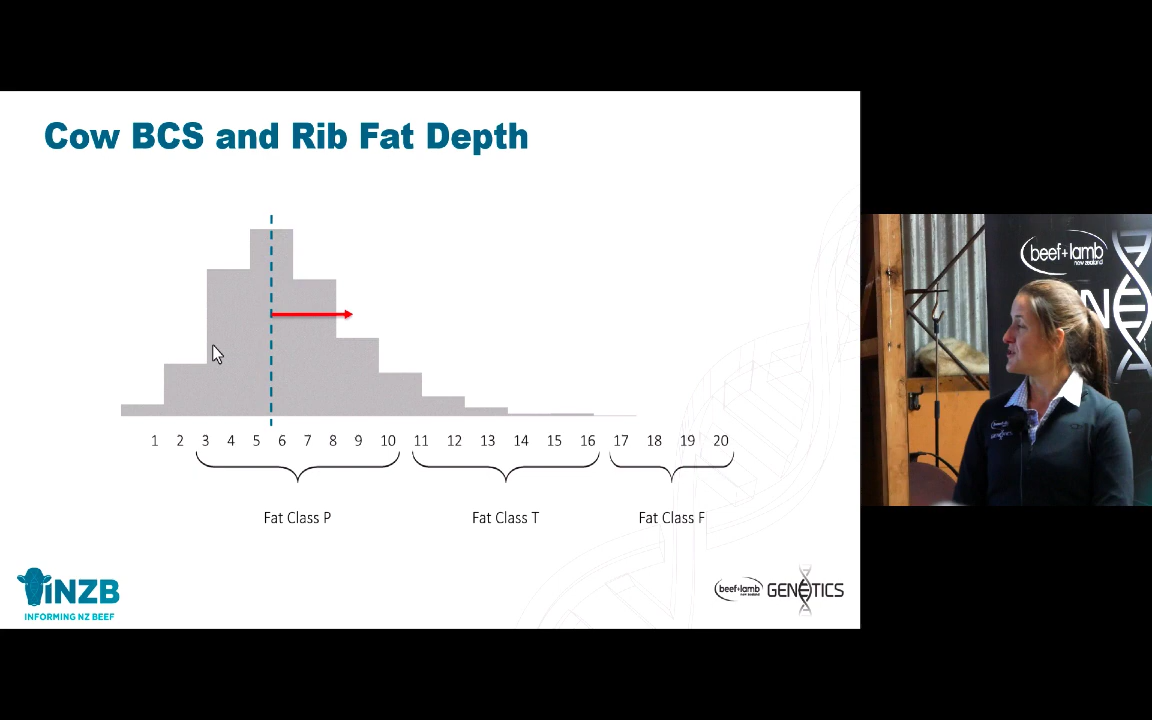 Cow BCS and Rib Fat Depth
1 2 3 4 5 6 7 8 9 10 11 12 13 14 15 16 17 18 19 20
Fat Class P Fat Class T Fat Class F
iNZB
INFORMING NZ BEEF
beef+lamb
new zealand
GENETICS
beef+lamb
new zealand